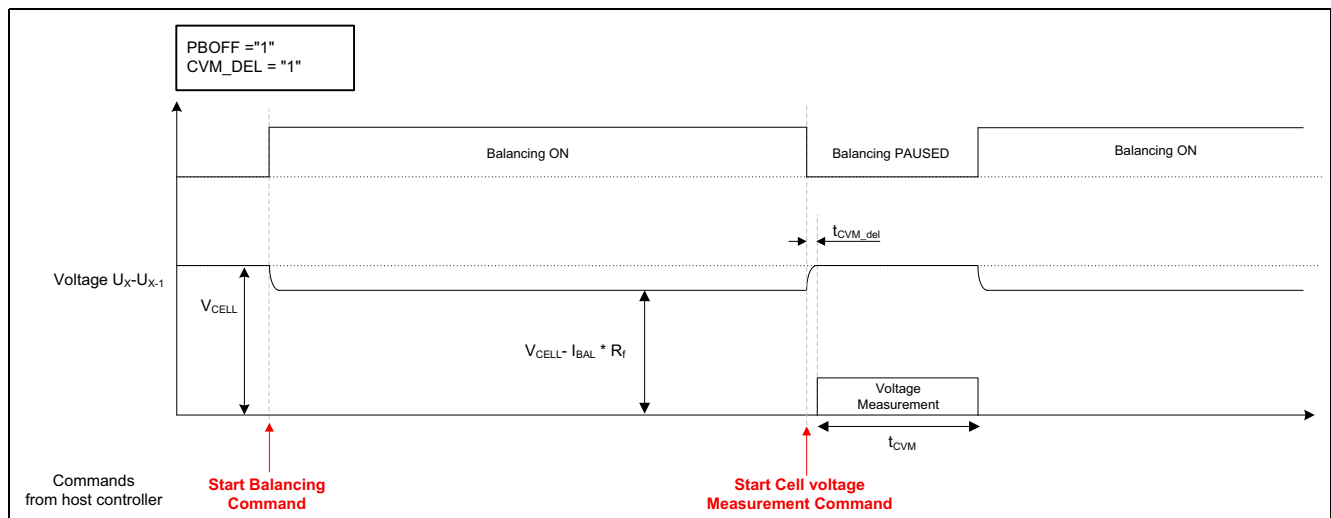 PBOFF ="1"
CVM_DEL = "1"
Balancing ON
Balancing PAUSED
Balancing ON
tCVM_del
Voltage UX-UX-1
VCELL
VCELL- IBAL * Rf
Voltage
Measurement
tCVM
Commands
from host controller
Start Balancing
Command
Start Cell voltage
Measurement Command